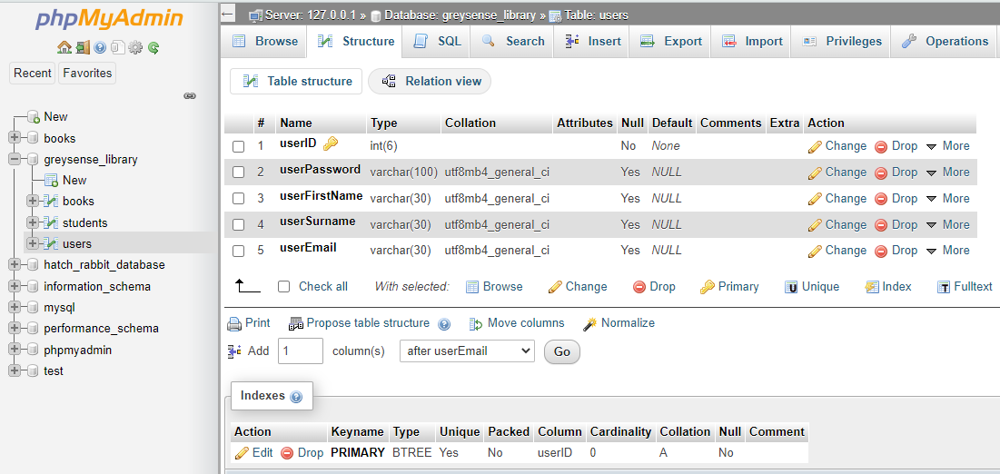 phpMyAdmin
Recent Favorites
New
books
greysense_library
New
books
students
users
hatch_rabbit_database
information_schema
mysql
performance_schema
phpmyadmin
test
Server: 127.0.0.1 » Database: greysense_library » Table: users
Browse Structure SQL Search Insert Export Import Privileges Operations
Table structure Relation view
# Name Type Collation Attributes Null Default Comments Extra Action
1 userID int(6) No None Change Drop More
2 userPassword varchar(100) utf8mb4_general_ci Yes NULL Change Drop More
3 userFirstName varchar(30) utf8mb4_general_ci Yes NULL Change Drop More
4 userSurname varchar(30) utf8mb4_general_ci Yes NULL Change Drop More
5 userEmail varchar(30) utf8mb4_general_ci Yes NULL Change Drop More
Check all With selected: Browse Change Drop Primary Unique Index Fulltext
Print Propose table structure Move columns Normalize
Add 1 column(s) after userEmail Go
Indexes
Action Keyname Type Unique Packed Column Cardinality Collation Null Comment
Edit Drop PRIMARY BTREE Yes No userID 0 A No